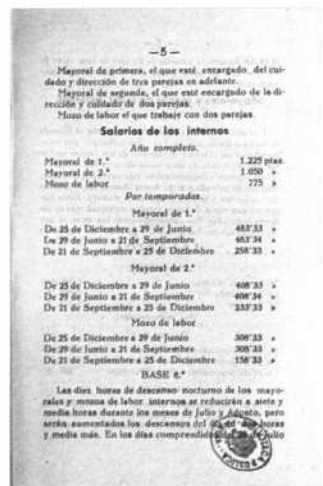 —5—
Mayoral de primera, el que esté encargado del cui-
dado y dirección de tres parejas en adelante.
Mayoral de segunda, el que esté encargado de la di-
rección y cuidado de dos parejas.
Mozo de labor el que trabaje con dos parejas
Salarios de los internos
Año completo.
Mayoral de 1.ª 1.225 ptas.
Mayoral de 2.ª 1.050 »
Mozo de labor 775 »
Por temporadas.
Mayoral de 1.ª
De 25 de Diciembre a 29 de Junio 483'33 »
De 29 de Junio a 21 de Septiembre 483'34 »
De 21 de Septiembre a 25 de Diciembre 258'33 »
Mayoral de 2.ª
De 25 de Diciembre a 29 de Junio 408'33 »
De 29 de Junio a 21 de Septiembre 408'34 »
De 21 de Septiembre a 25 de Diciembre 233'33 »
Mozo de labor
De 25 de Diciembre a 29 de Junio 308'33 »
De 29 de Junio a 21 de Septiembre 308'33 »
De 21 de Septiembre a 25 de Diciembre 158'33 »
BASE 8.ª
Las diez horas de descanso nocturno de los mayo-
rales y mozos de labor internos se reducirán a siete y
media horas durante los meses de Julio y Agosto, pero
serán aumentados los descansos del día en dos horas
y media más. En los días comprendidos de Julio